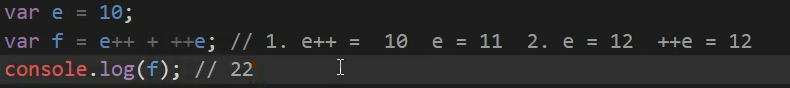 var e = 10;
var f = e++ + ++e; // 1. e++ =  10  e = 11  2. e = 12  ++e = 12
console.log(f); // 22